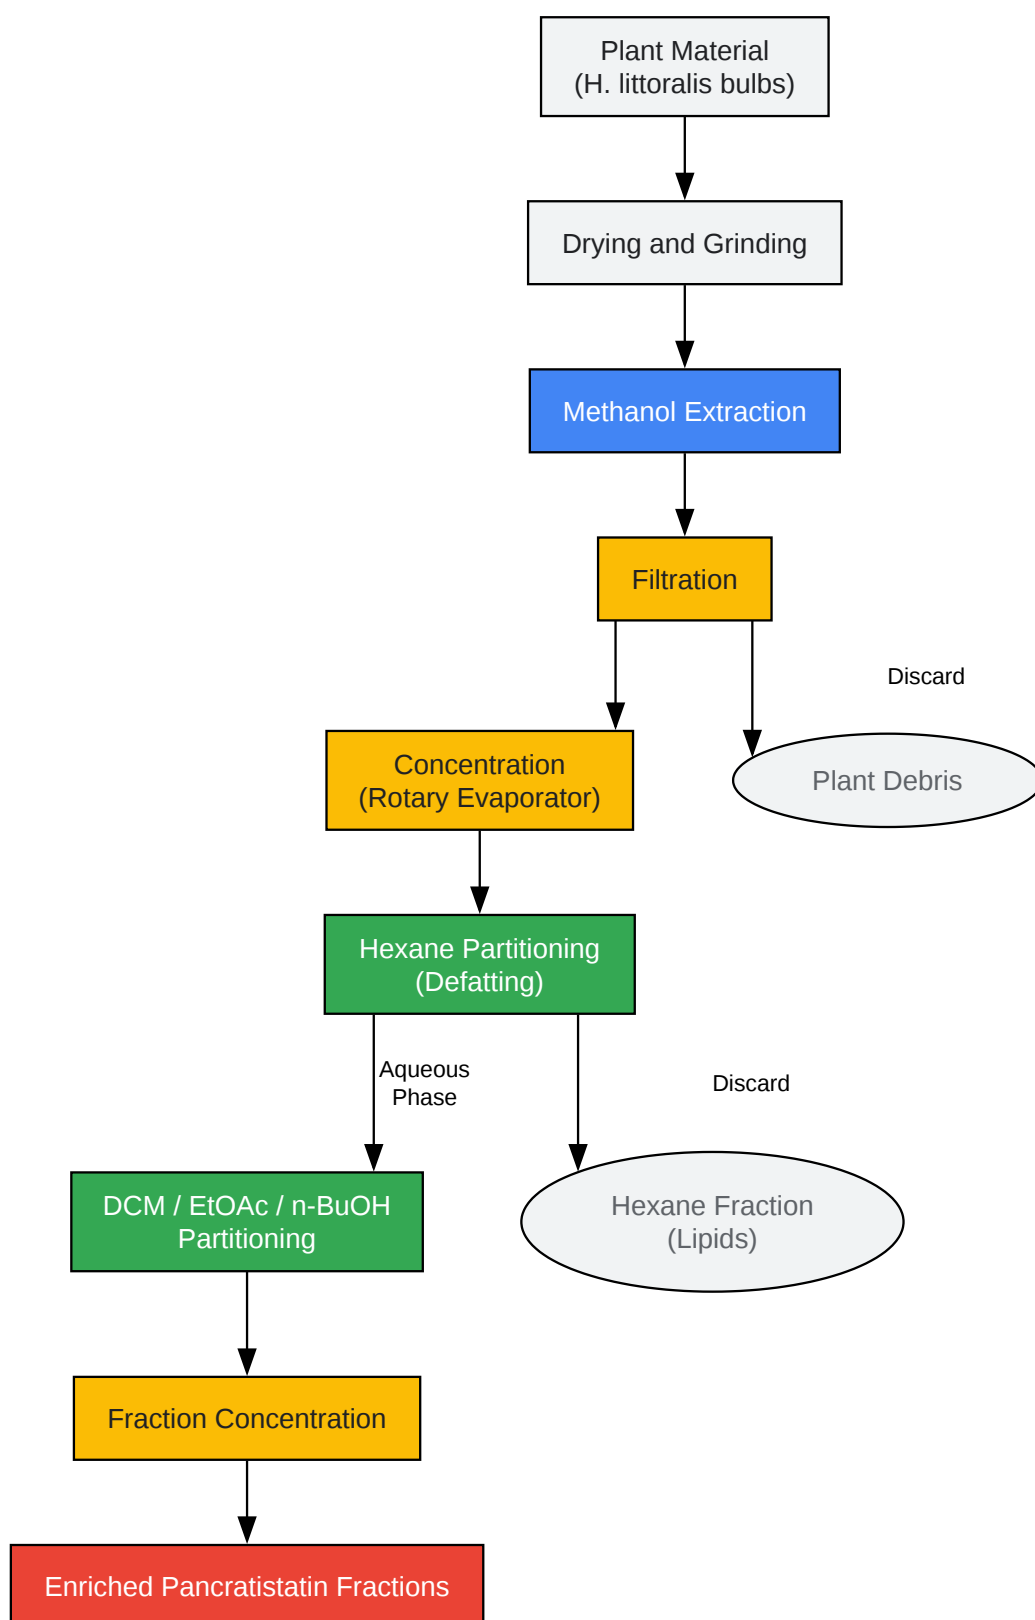 Plant Material
(H. littoralis bulbs)
Drying and Grinding
Methanol Extraction
Filtration
Discard
Concentration
(Rotary Evaporator)
Plant Debris
Hexane Partitioning
(Defatting)
Aqueous
Phase
Discard
DCM / EtOAc / n-BuOH
Partitioning
Hexane Fraction
(Lipids)
Fraction Concentration
Enriched Pancratistatin Fractions